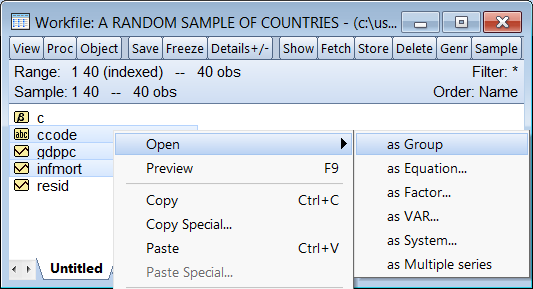 Workfile: A RANDOM SAMPLE OF COUNTRIES - (c:\us...
View Proc Object Save Freeze Details+/- Show Fetch Store Delete Genr Sample
Range: 1 40 (indexed) -- 40 obs Filter: *
Sample: 1 40 -- 40 obs Order: Name
β c
abc ccode
gdppc
infmort
resid
Open
Preview F9
Copy Ctrl+C
Copy Special...
Paste Ctrl+V
Paste Special...
as Group
as Equation...
as Factor...
as VAR...
as System...
as Multiple series
Untitled